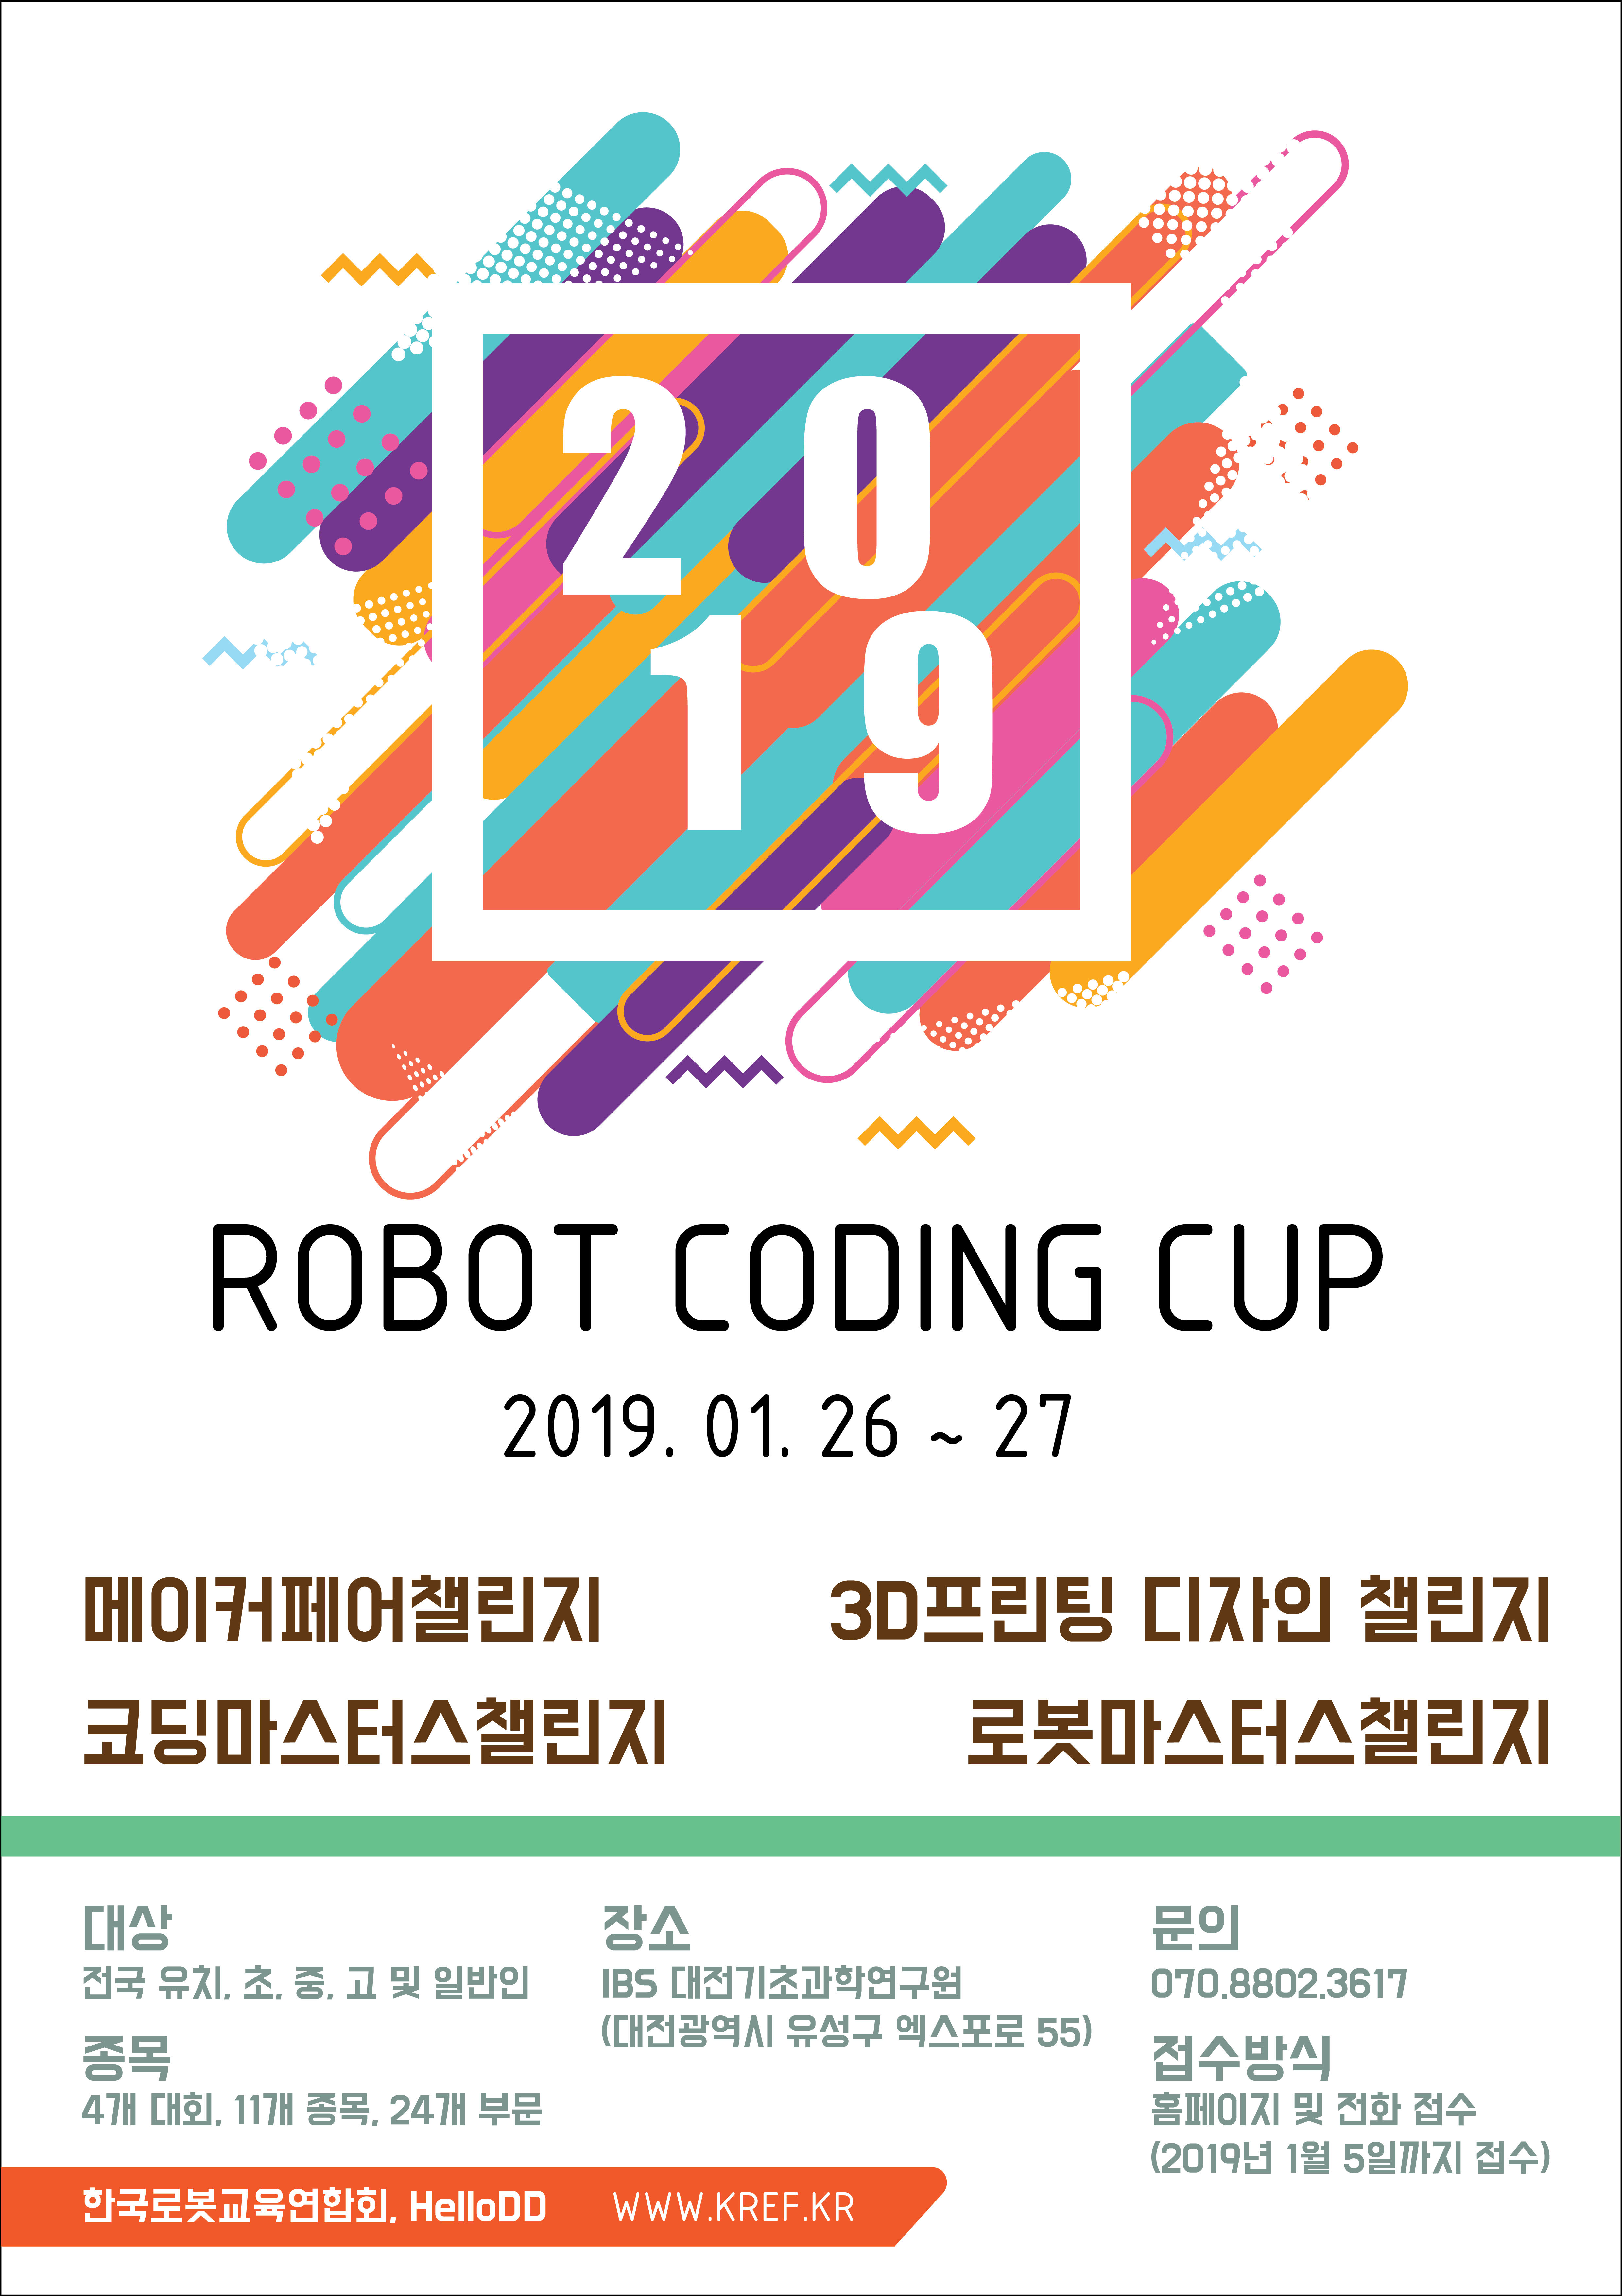 20
19
ROBOT CODING CUP
2019. 01. 26 ~ 27
메이커페어챌린지
3D프린팅 디자인 챌린지
코딩마스터스챌린지
로봇마스터스챌린지
대상
전국 유치, 초, 중, 고 및 일반인
종목
4개 대회, 11개 종목, 24개 부문
장소
IBS 대전기초과학연구원
(대전광역시 유성구 엑스포로 55)
문의
070.8802.3617
접수방식
홈페이지 및 전화 접수
(2019년 1월 5일까지 접수)
한국로봇교육연합회, HelloDD
WWW.KREF.KR